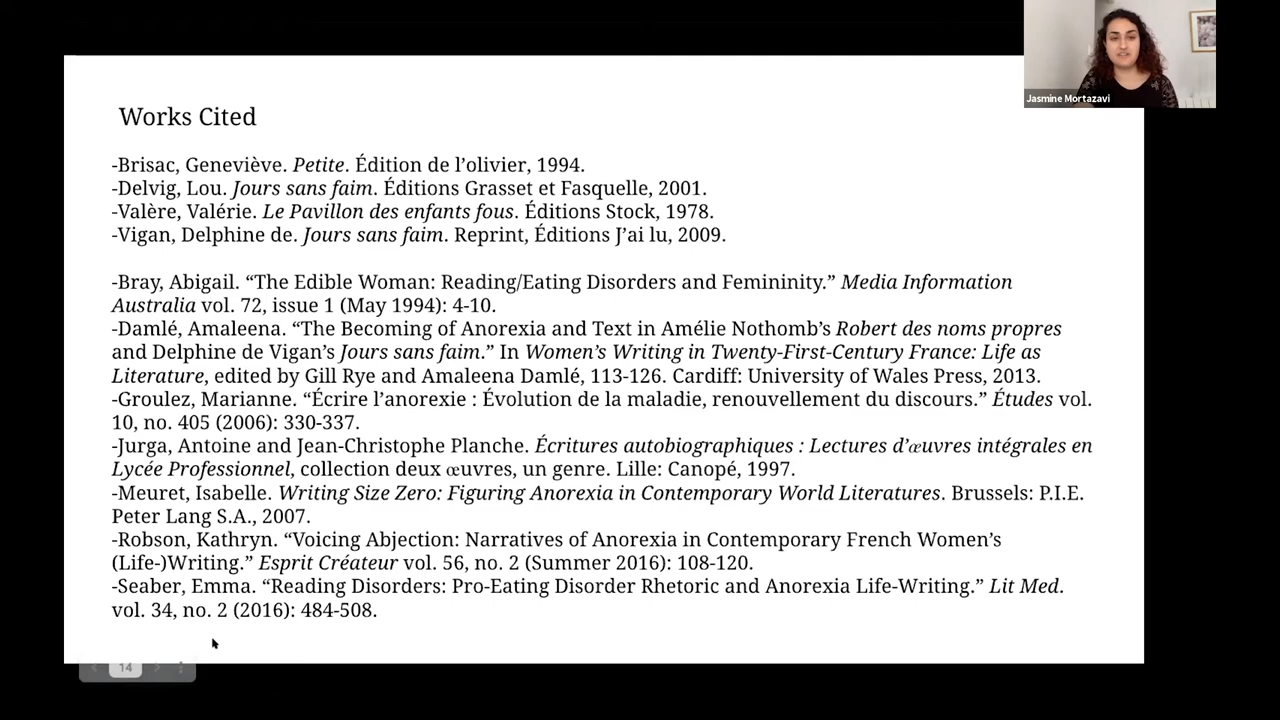 Jasmine Mortazavi
Works Cited
-Brisac, Geneviève. Petite. Édition de l’olivier, 1994.
-Delvig, Lou. Jours sans faim. Éditions Grasset et Fasquelle, 2001.
-Valère, Valérie. Le Pavillon des enfants fous. Éditions Stock, 1978.
-Vigan, Delphine de. Jours sans faim. Reprint, Éditions J’ai lu, 2009.
-Bray, Abigail. “The Edible Woman: Reading/Eating Disorders and Femininity.” Media Information
Australia vol. 72, issue 1 (May 1994): 4-10.
-Damlé, Amaleena. “The Becoming of Anorexia and Text in Amélie Nothomb’s Robert des noms propres
and Delphine de Vigan’s Jours sans faim.” In Women’s Writing in Twenty-First-Century France: Life as
Literature, edited by Gill Rye and Amaleena Damlé, 113-126. Cardiff: University of Wales Press, 2013.
-Groulez, Marianne. “Écrire l’anorexie : Évolution de la maladie, renouvellement du discours.” Études vol.
10, no. 405 (2006): 330-337.
-Jurga, Antoine and Jean-Christophe Planche. Écritures autobiographiques : Lectures d’œuvres intégrales en
Lycée Professionnel, collection deux œuvres, un genre. Lille: Canopé, 1997.
-Meuret, Isabelle. Writing Size Zero: Figuring Anorexia in Contemporary World Literatures. Brussels: P.I.E.
Peter Lang S.A., 2007.
-Robson, Kathryn. “Voicing Abjection: Narratives of Anorexia in Contemporary French Women’s
(Life-)Writing.” Esprit Créateur vol. 56, no. 2 (Summer 2016): 108-120.
-Seaber, Emma. “Reading Disorders: Pro-Eating Disorder Rhetoric and Anorexia Life-Writing.” Lit Med.
vol. 34, no. 2 (2016): 484-508.
14